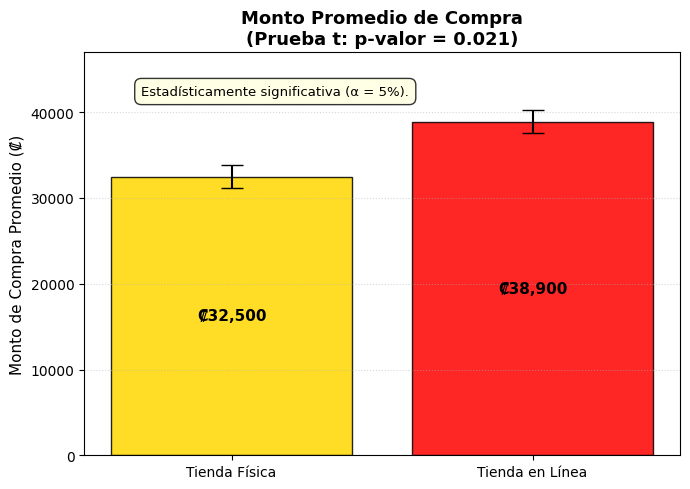 Monto Promedio de Compra
(Prueba t: p-valor = 0.021)
Estadísticamente significativa (α = 5%).
Monto de Compra Promedio (₡)
40000
30000
20000
10000
0
₡32,500
₡38,900
Tienda Física
Tienda en Línea